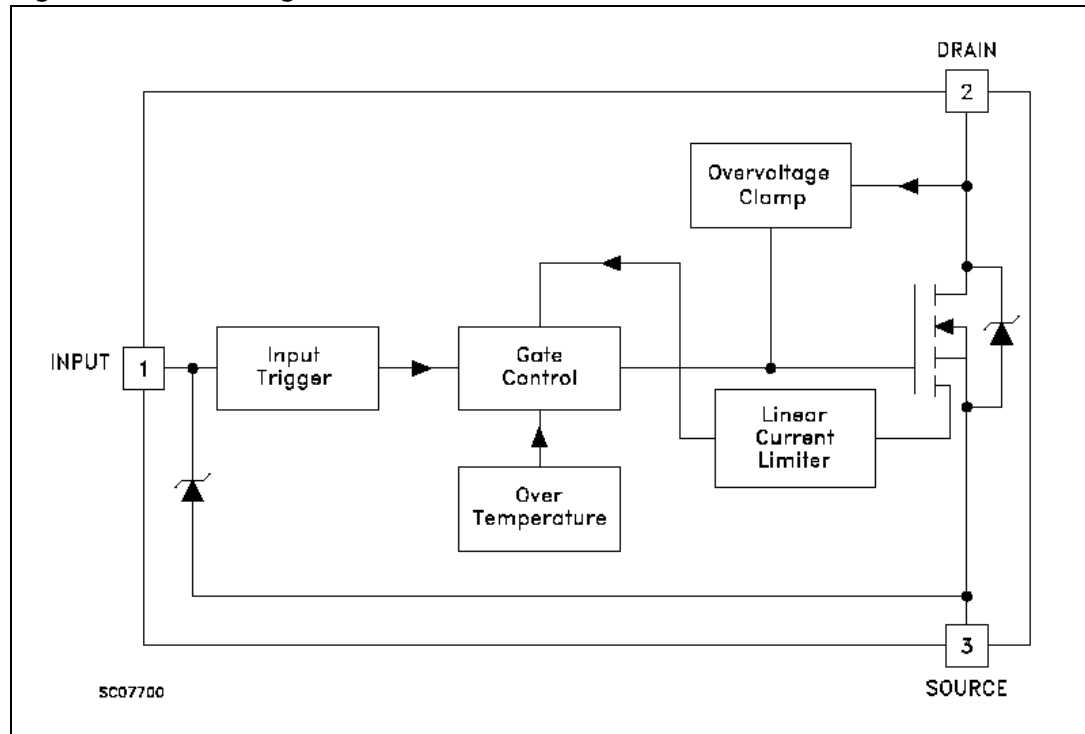 DRAIN
2
Overvoltage
Clamp
INPUT
1
Input
Trigger
Gate
Control
Linear
Current
Limiter
Over
Temperature
3
SC07700
SOURCE